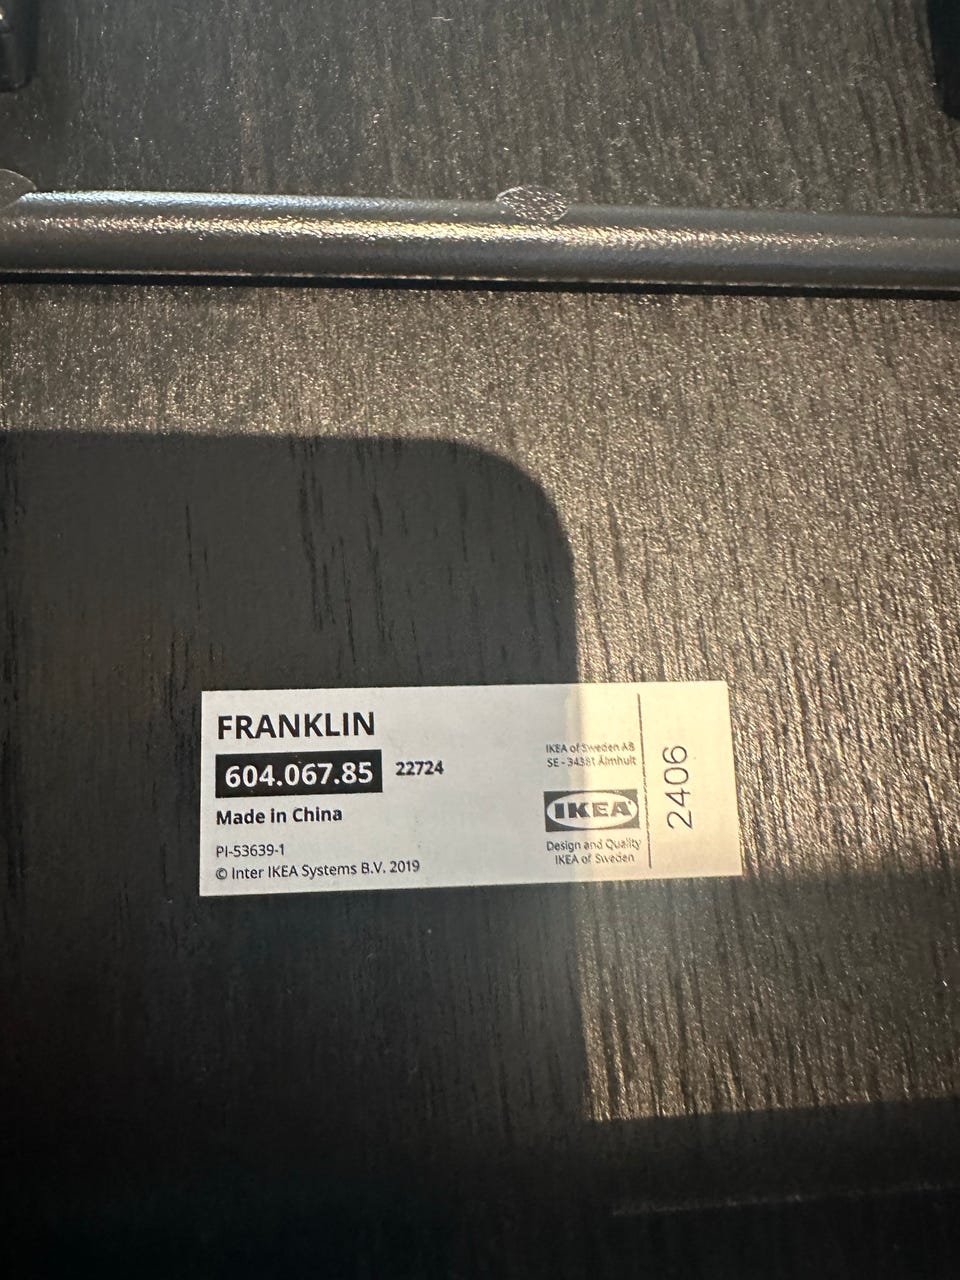 FRANKLIN
604.067.85 22724
Made in China
PI-53639-1
© Inter IKEA Systems B.V. 2019
IKEA of Sweden AB
SE - 34381 Älmhult
IKEA
Design and Quality
IKEA of Sweden
2406